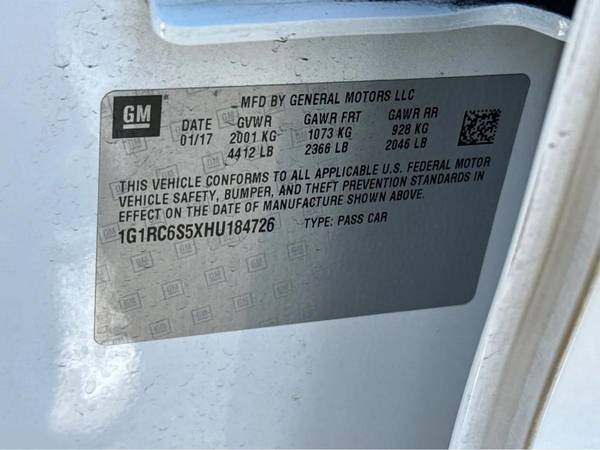 GM
MFD BY GENERAL MOTORS LLC
DATE GVWR GAWR FRT GAWR RR
01/17 2001 KG 1073 KG 928 KG
4412 LB 2366 LB 2046 LB
THIS VEHICLE CONFORMS TO ALL APPLICABLE U.S. FEDERAL MOTOR
VEHICLE SAFETY, BUMPER, AND THEFT PREVENTION STANDARDS IN
EFFECT ON THE DATE OF MANUFACTURE SHOWN ABOVE.
1G1RC6S5XHU184726 TYPE: PASS CAR